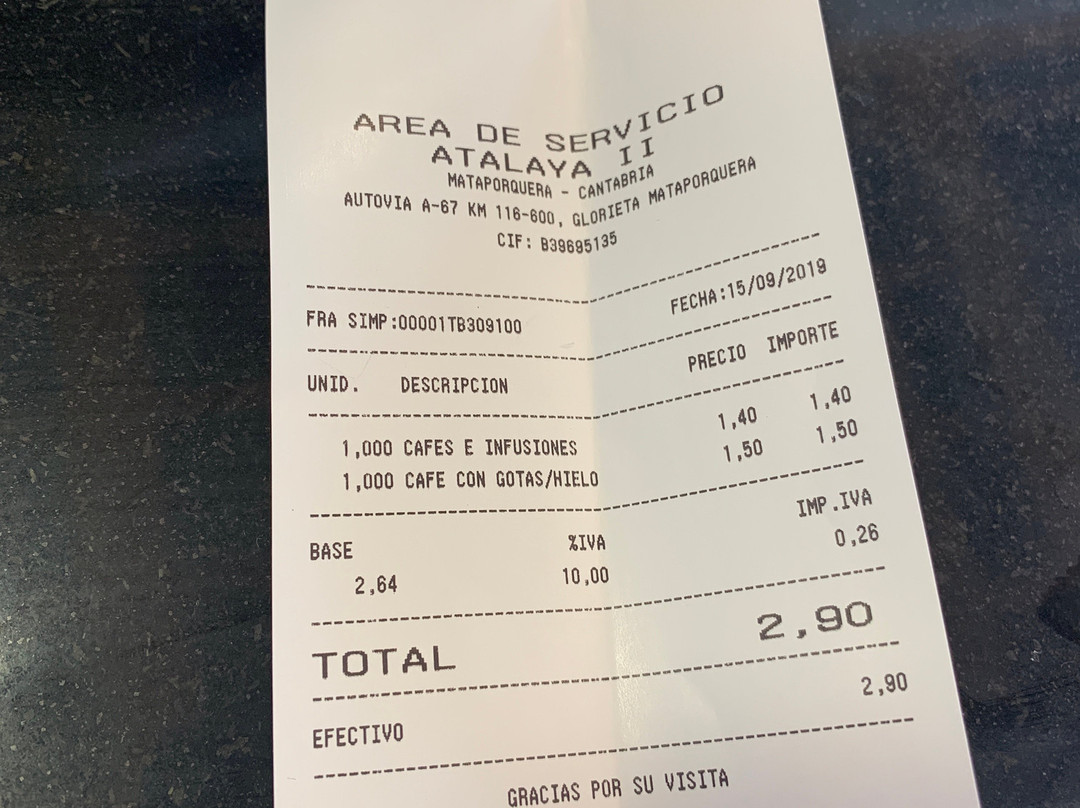 AREA DE SERVICIO
ATALAYA II
MATAPORQUERA - CANTABRIA
AUTOVIA A-67 KM 116-600, GLORIETA MATAPORQUERA
CIF: B39695135
FRA SIMP:00001TB309100 FECHA:15/09/2019
UNID. DESCRIPCION PRECIO IMPORTE
1,000 CAFES E INFUSIONES 1,40 1,40
1,000 CAFE CON GOTAS/HIELO 1,50 1,50
BASE %IVA IMP.IVA
2,64 10,00 0,26
TOTAL 2,90
EFECTIVO 2,90
GRACIAS POR SU VISITA